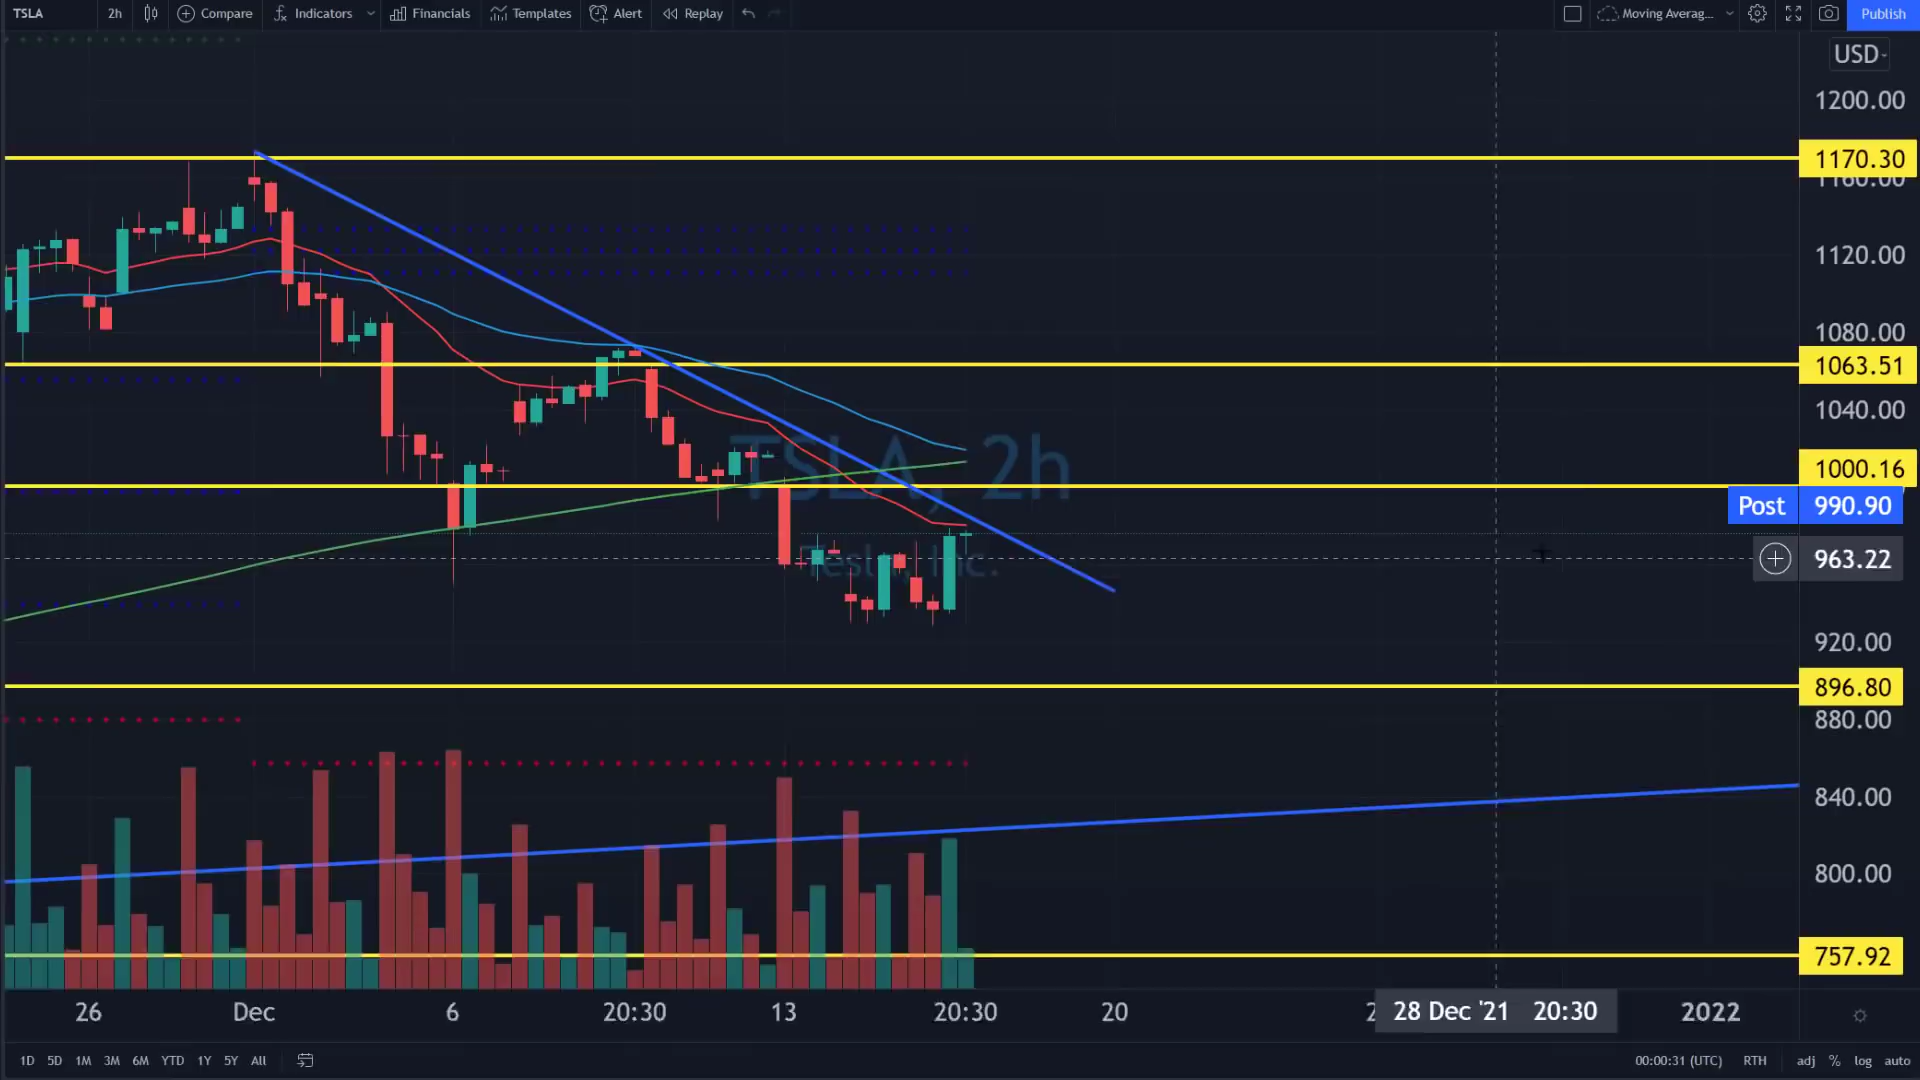 TSLA 2h Compare Indicators Financials Templates Alert Replay Moving Averag... Publish
USD
1200.00
1170.30
1160.00
1120.00
1080.00
1063.51
1040.00
TSLA, 2h
1000.16
Post 990.90
Tesla, Inc.
963.22
920.00
896.80
880.00
840.00
800.00
757.92
26 Dec 6 20:30 13 20:30 20 28 Dec '21 20:30 2022
1D 5D 1M 3M 6M YTD 1Y 5Y All 00:00:31 (UTC) RTH adj % log auto